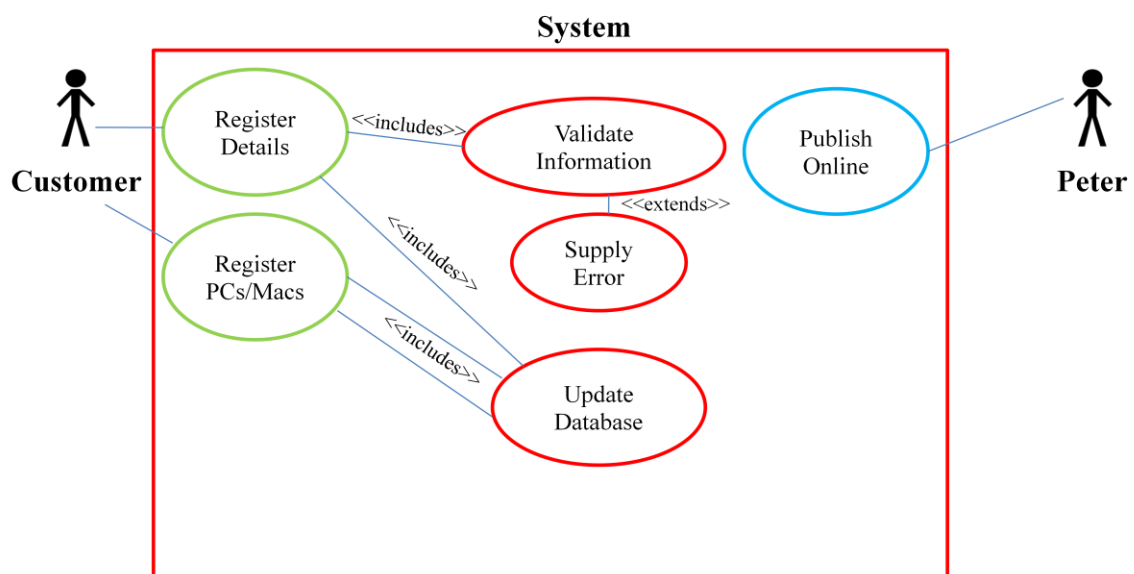 System
Register
Details
<<includes>>
Validate
Information
Publish
Online
Customer
Peter
<<extends>>
<<includes>>
Supply
Error
Register
PCs/Macs
<<includes>>
Update
Database